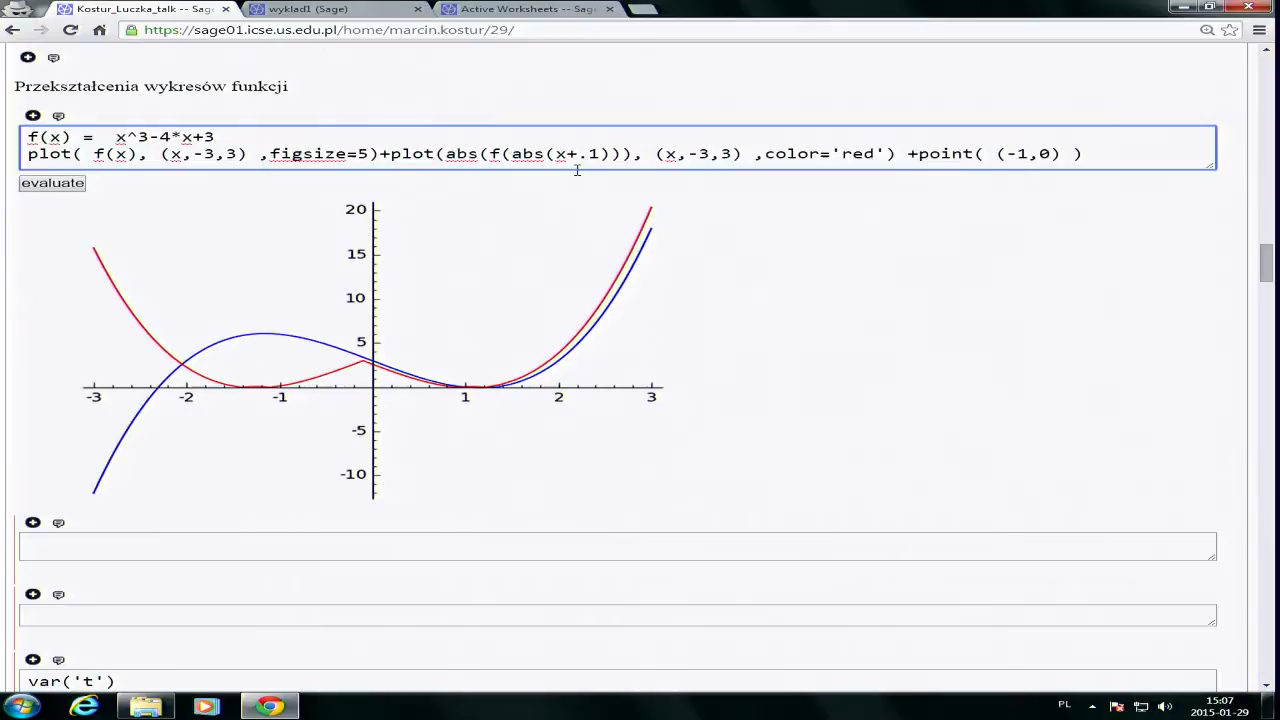 Kostur_Luczka_talk -- Sag
wyklad1 (Sage)
Active Worksheets -- Sag
https://sage01.icse.us.edu.pl/home/marcin.kostur/29/
Przekształcenia wykresów funkcji
f(x) =  x^3-4*x+3
plot( f(x), (x,-3,3) ,figsize=5)+plot(abs(f(abs(x+.1))), (x,-3,3) ,color='red') +point( (-1,0) )
evaluate
20
15
10
5
-3 -2 -1 1 2 3
-5
-10
var('t')
PL
15:07
2015-01-29